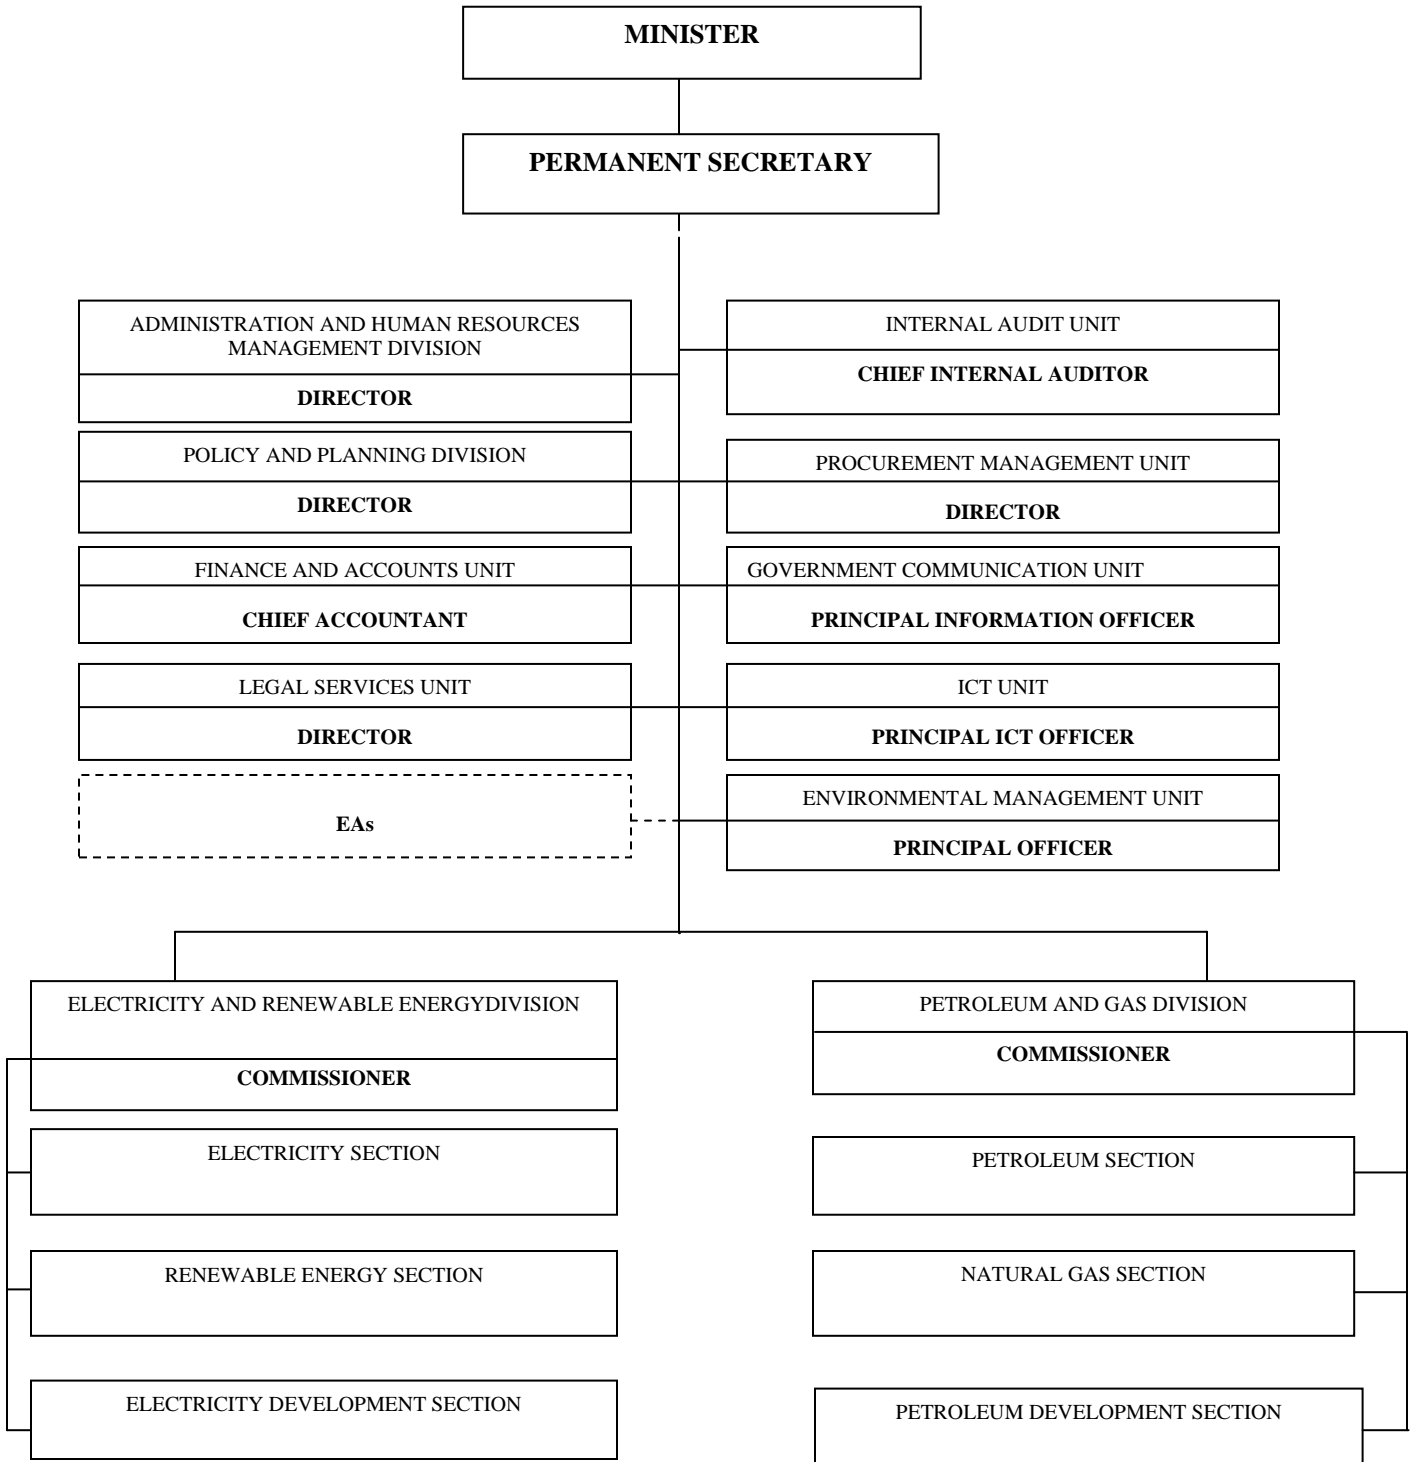 MINISTER
PERMANENT SECRETARY
ADMINISTRATION AND HUMAN RESOURCES
MANAGEMENT DIVISION
DIRECTOR
INTERNAL AUDIT UNIT
CHIEF INTERNAL AUDITOR
POLICY AND PLANNING DIVISION
DIRECTOR
PROCUREMENT MANAGEMENT UNIT
DIRECTOR
FINANCE AND ACCOUNTS UNIT
CHIEF ACCOUNTANT
GOVERNMENT COMMUNICATION UNIT
PRINCIPAL INFORMATION OFFICER
LEGAL SERVICES UNIT
DIRECTOR
ICT UNIT
PRINCIPAL ICT OFFICER
EAs
ENVIRONMENTAL MANAGEMENT UNIT
PRINCIPAL OFFICER
ELECTRICITY AND RENEWABLE ENERGYDIVISION
COMMISSIONER
ELECTRICITY SECTION
RENEWABLE ENERGY SECTION
ELECTRICITY DEVELOPMENT SECTION
PETROLEUM AND GAS DIVISION
COMMISSIONER
PETROLEUM SECTION
NATURAL GAS SECTION
PETROLEUM DEVELOPMENT SECTION